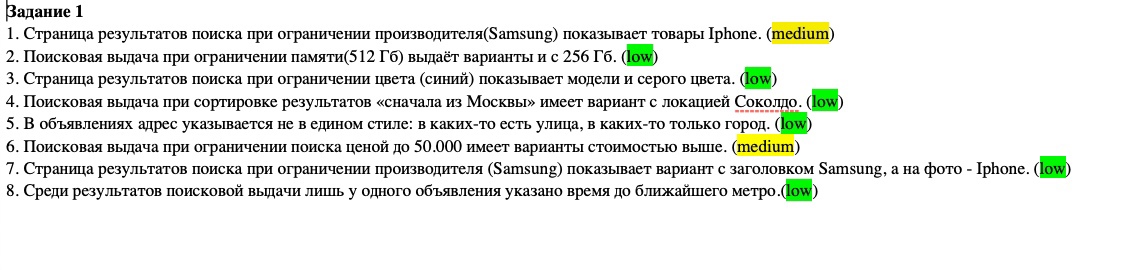 Задание 1
1. Страница результатов поиска при ограничении производителя(Samsung) показывает товары Iphone. (medium)
2. Поисковая выдача при ограничении памяти(512 Гб) выдаёт варианты и с 256 Гб. (low)
3. Страница результатов поиска при ограничении цвета (синий) показывает модели и серого цвета. (low)
4. Поисковая выдача при сортировке результатов «сначала из Москвы» имеет вариант с локацией Соколдо. (low)
5. В объявлениях адрес указывается не в едином стиле: в каких-то есть улица, в каких-то только город. (low)
6. Поисковая выдача при ограничении поиска ценой до 50.000 имеет варианты стоимостью выше. (medium)
7. Страница результатов поиска при ограничении производителя (Samsung) показывает вариант с заголовком Samsung, а на фото - Iphone. (low)
8. Среди результатов поисковой выдачи лишь у одного объявления указано время до ближайшего метро.(low)